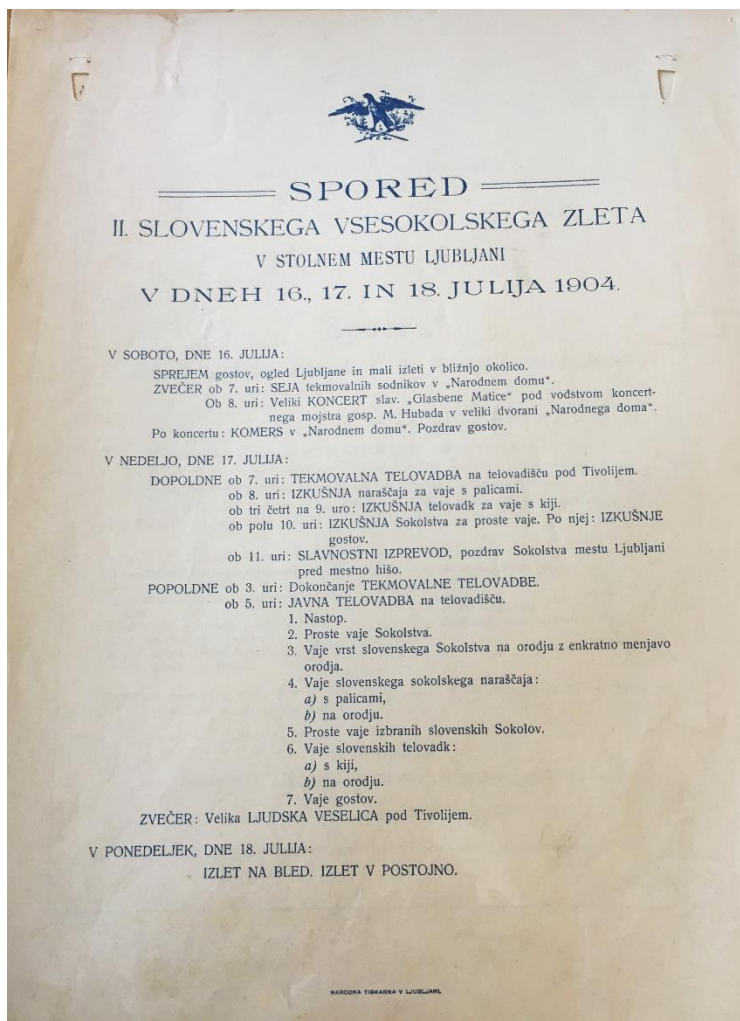 SPORED
II. SLOVENSKEGA VSESOKOLSKEGA ZLETA
V STOLNEM MESTU LJUBLJANI
V DNEH 16., 17. IN 18. JULIJA 1904.
V SOBOTO, DNE 16. JULIJA:
SPREJEM gostov, ogled Ljubljane in mali izleti v bližnjo okolico.
ZVEČER ob 7. uri: SEJA tekmovalnih sodnikov v „Narodnem domu“.
Ob 8. uri: Veliki KONCERT slav. „Glasbene Matice“ pod vodstvom koncert-
nega mojstra gosp. M. Hubada v veliki dvorani „Narodnega doma“.
Po koncertu: KOMERS v „Narodnem domu“. Pozdrav gostov.
V NEDELJO, DNE 17. JULIJA:
DOPOLDNE ob 7. uri: TEKMOVALNA TELOVADBA na telovadišču pod Tivolijem.
ob 8. uri: IZKUŠNJA naraščaja za vaje s palicami.
ob tri četrt na 9. uro: IZKUŠNJA telovadk za vaje s kiji.
ob polu 10. uri: IZKUŠNJA Sokolstva za proste vaje. Po njej: IZKUŠNJE
gostov.
ob 11. uri: SLAVNOSTNI IZPREVOD, pozdrav Sokolstva mestu Ljubljani
pred mestno hišo.
POPOLDNE ob 3. uri: Dokončanje TEKMOVALNE TELOVADBE.
ob 5. uri: JAVNA TELOVADBA na telovadišču.
1. Nastop.
2. Proste vaje Sokolstva.
3. Vaje vrst slovenskega Sokolstva na orodju z enkratno menjavo
orodja.
4. Vaje slovenskega sokolskega naraščaja:
a) s palicami,
b) na orodju.
5. Proste vaje izbranih slovenskih Sokolov.
6. Vaje slovenskih telovadk:
a) s kiji,
b) na orodju.
7. Vaje gostov.
ZVEČER: Velika LJUDSKA VESELICA pod Tivolijem.
V PONEDELJEK, DNE 18. JULIJA:
IZLET NA BLED. IZLET V POSTOJNO.
NARODNA TISKARNA V LJUBLJANI.